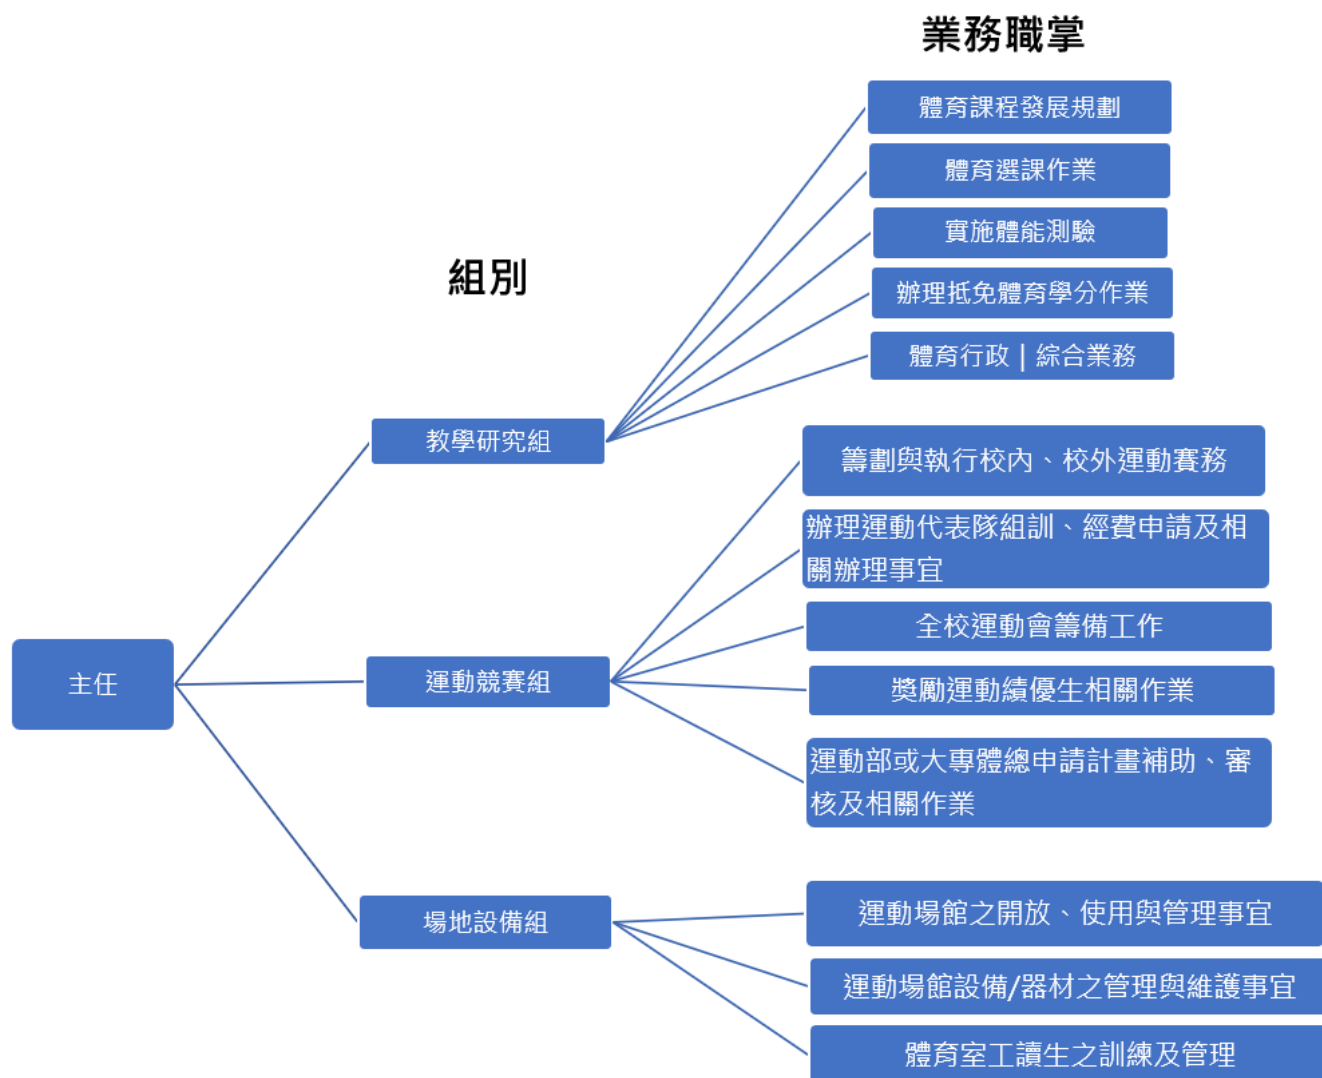 業務職掌
體育課程發展規劃
體育選課作業
實施體能測驗
辦理抵免體育學分作業
體育行政 | 綜合業務
組別
教學研究組
籌劃與執行校內、校外運動賽務
辦理運動代表隊組訓、經費申請及相
關辦理事宜
全校運動會籌備工作
獎勵運動績優生相關作業
運動部或大專體總申請計畫補助、審
核及相關作業
主任
運動競賽組
場地設備組
運動場館之開放、使用與管理事宜
運動場館設備/器材之管理與維護事宜
體育室工讀生之訓練及管理